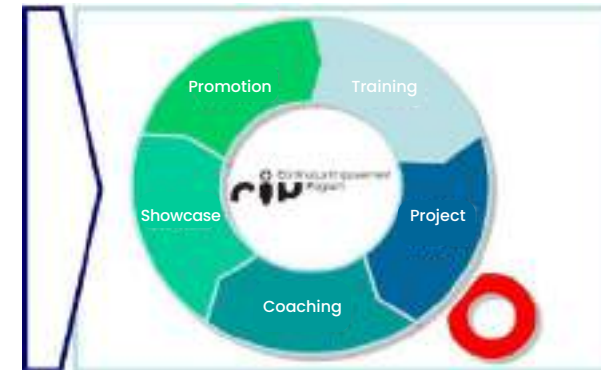 Promotion
Training
Showcase
Project
Coaching